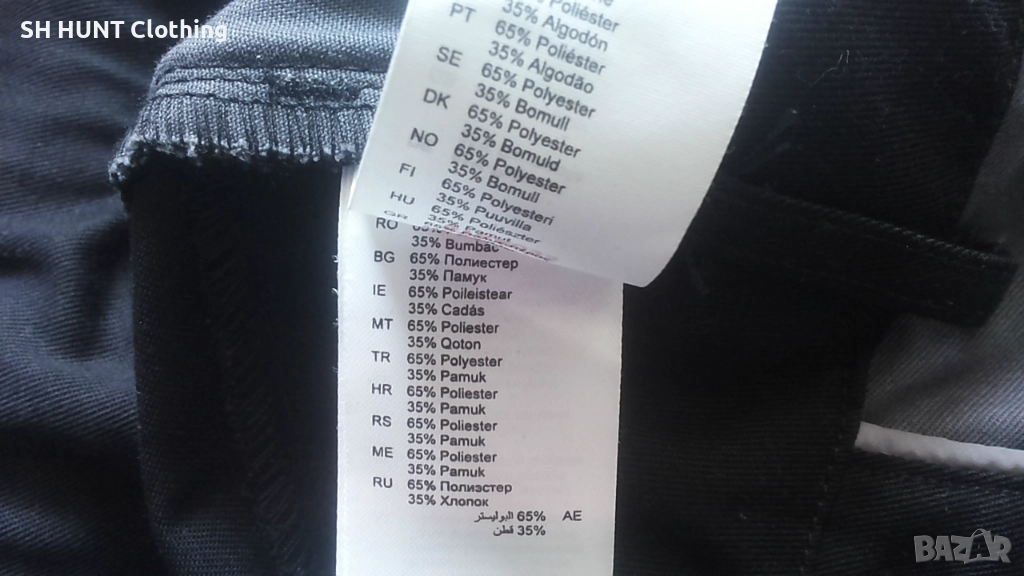 SH HUNT Clothing
35% Algodón
PT 65% Poliéster
35% Algodão
SE 65% Polyester
35% Bomull
DK 65% Polyester
35% Bomuld
NO 65% Polyester
35% Bomull
FI 65% Polyesteri
35% Puuvilla
HU 65% Poliészter
RO
35% Bumbac
BG 65% Полиестер
35% Памук
IE 65% Poileistear
35% Cadás
MT 65% Poliester
35% Qoton
TR 65% Polyester
35% Pamuk
HR 65% Poliester
35% Pamuk
RS 65% Poliester
35% Pamuk
ME 65% Poliester
35% Pamuk
RU 65% Полиэстер
35% Хлопок
AE 65% البوليستر
35% قطن
BAZAR